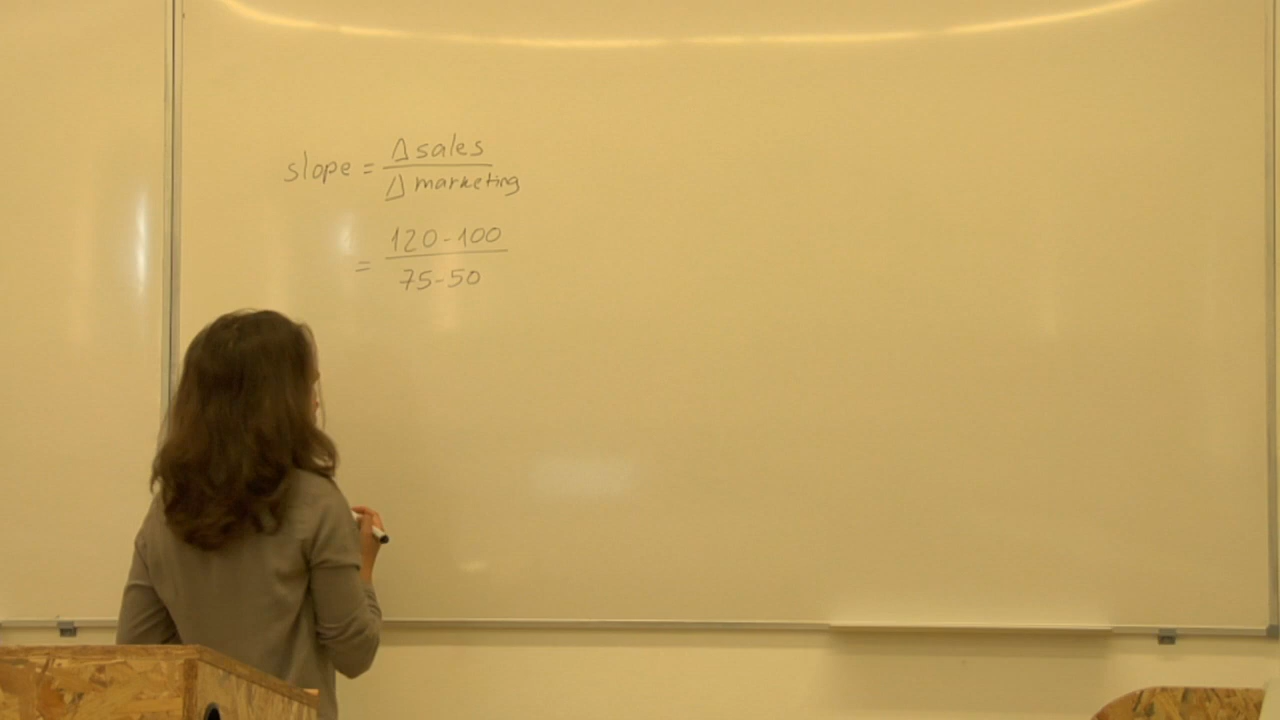 slope = Δ sales / Δ marketing
= 120-100 / 75-50